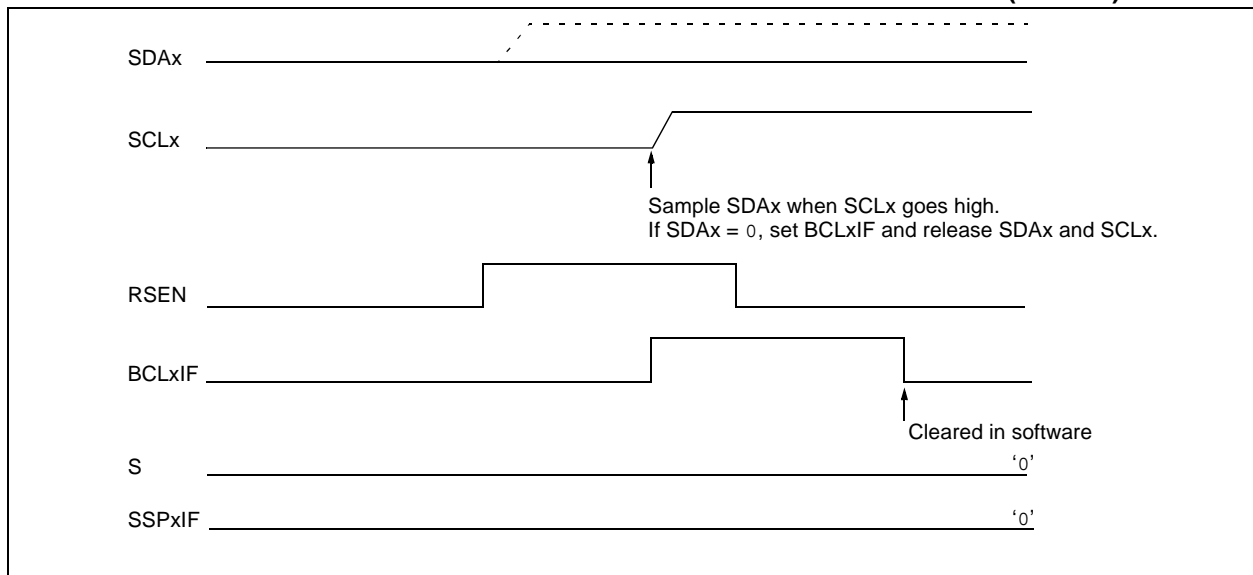 SDAx
SCLx
Sample SDAx when SCLx goes high.
If SDAx = 0, set BCLxIF and release SDAx and SCLx.
RSEN
BCLxIF
Cleared in software
S
‘0’
SSPxIF
‘0’